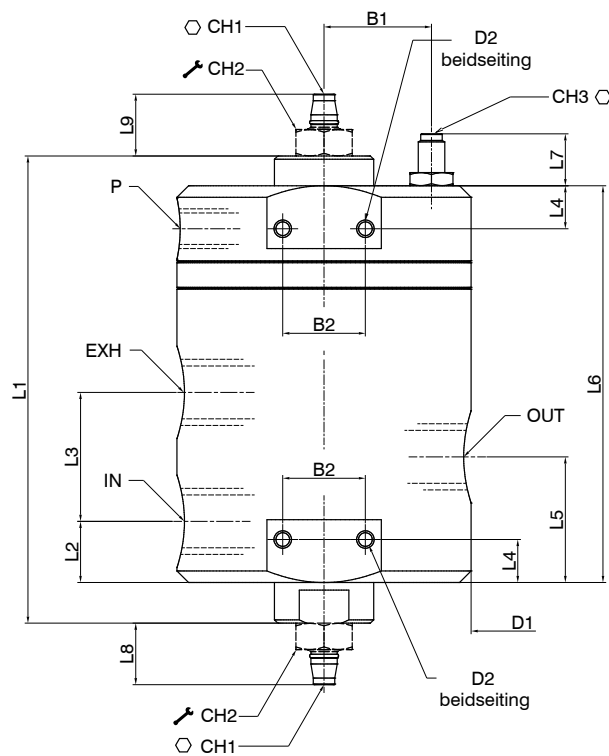 B1
CH1
D2
beidseiting
CH2
CH3
L9
L7
P
L4
B2
EXH
L1
L6
OUT
L3
B2
IN
L5
L2
L4
D1
L8
D2
beidseiting
CH2
CH1